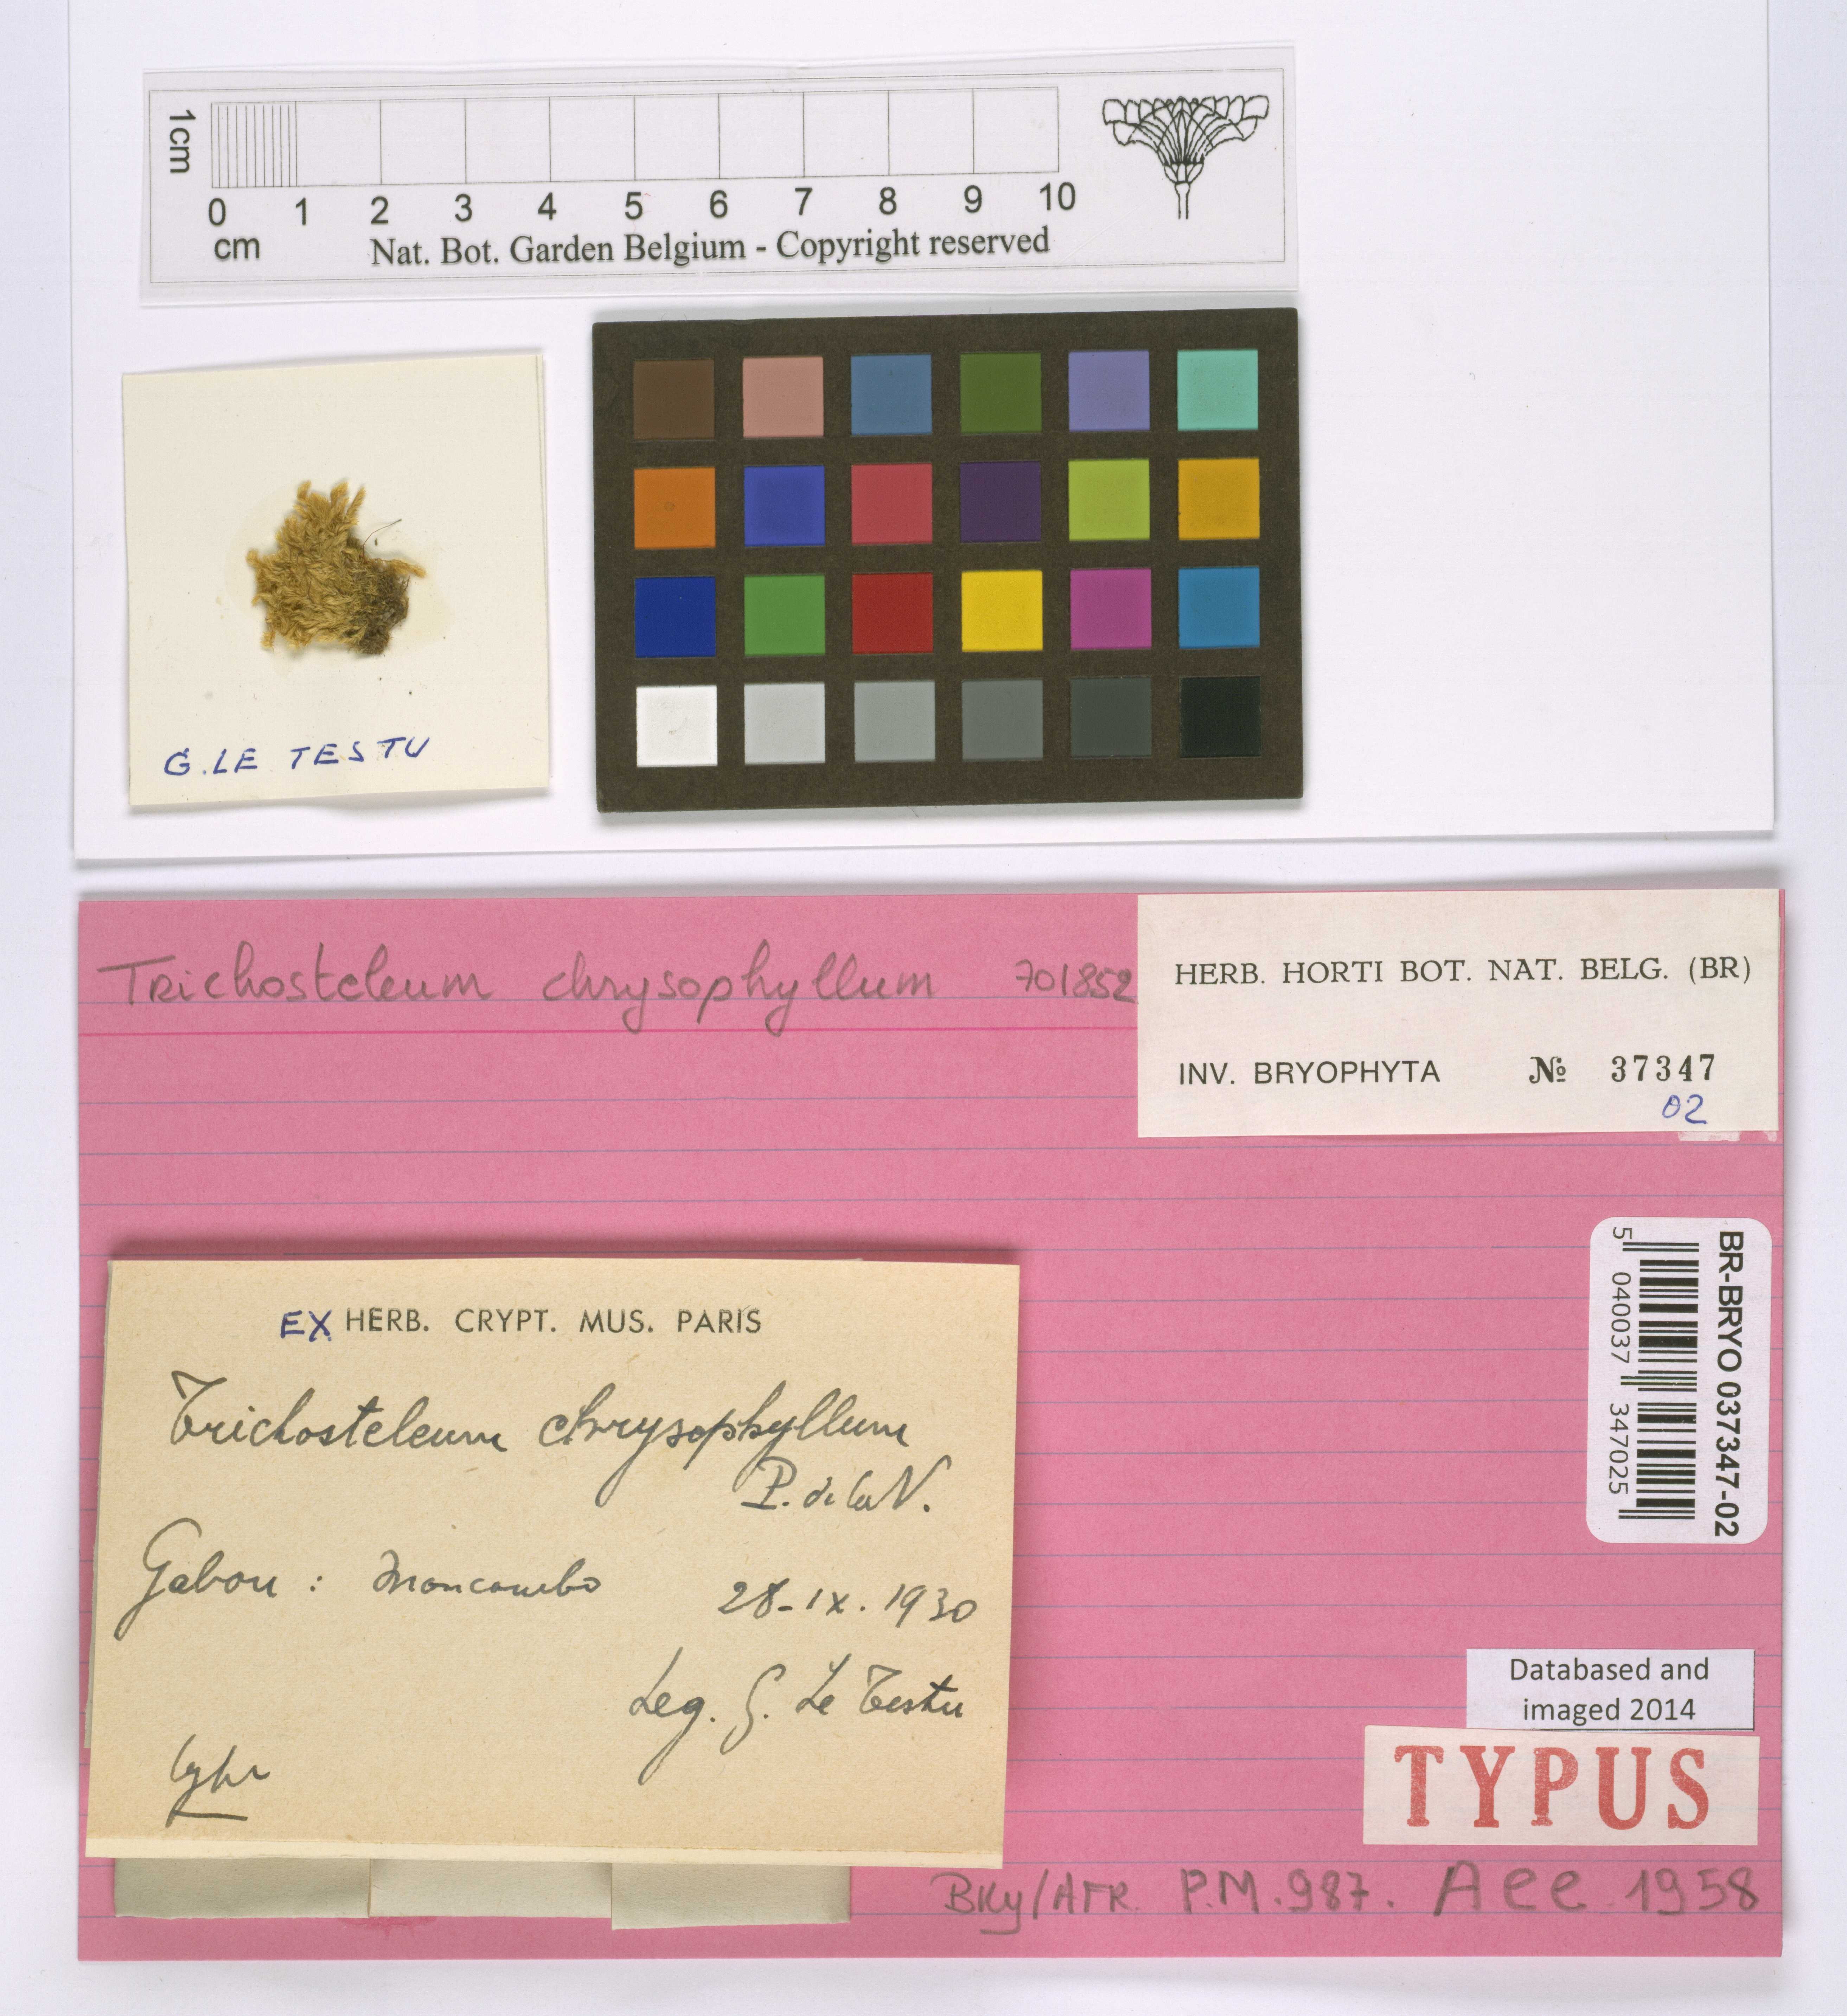 1cm
0 1 2 3 4 5 6 7 8 9 10
cm
Nat. Bot. Garden Belgium - Copyright reserved
G. LE TESTU
Trichosteleum chrysophyllum 701852
HERB. HORTI BOT. NAT. BELG. (BR)
INV. BRYOPHYTA № 37347
02
BR-BRYO 037347-02
5 040037 347025
EX HERB. CRYPT. MUS. PARIS
Trichosteleum chrysophyllum
P. de la V.
Gabon : Moncombo
28-IX. 1930
Leg. G. Le Testu
type
Databased and
imaged 2014
TYPUS
BRy/AFR. P.M. 987. Acc 1958